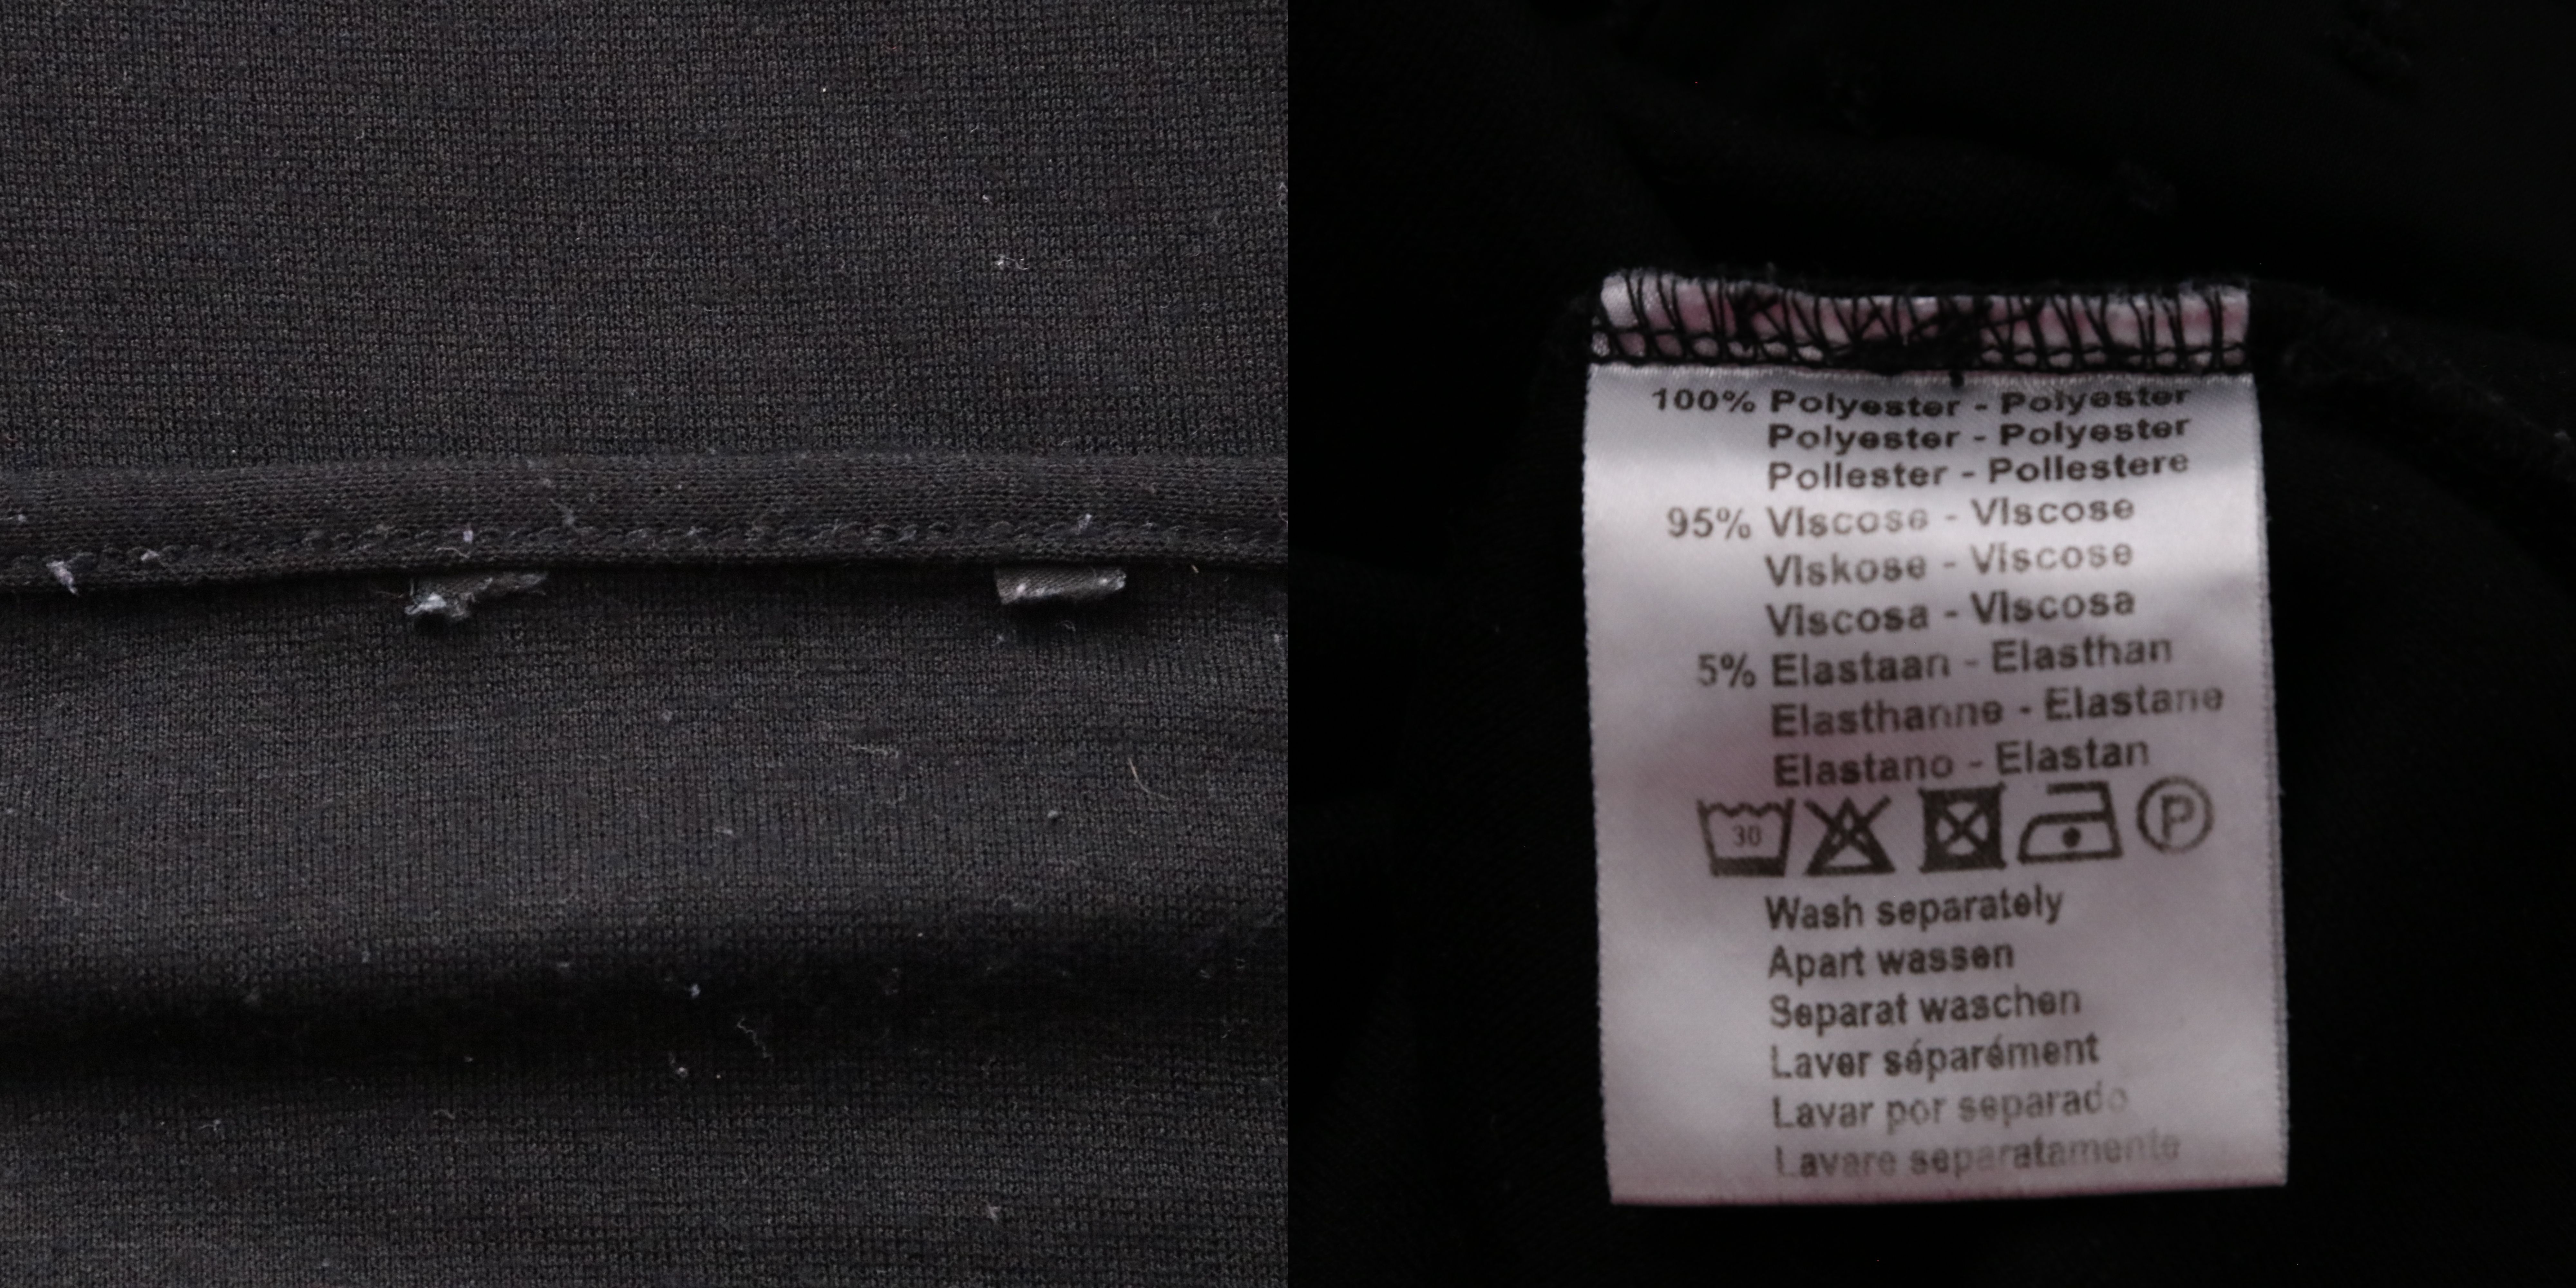 100% Polyester - Polyester
Polyester - Polyester
Pollester - Pollestere
95% Viscose - Viscose
Viskose - Viscose
Viscosa - Viscosa
5% Elastaan - Elasthan
Elasthanne - Elastane
Elastano - Elastan
30 P
Wash separately
Apart wassen
Separat waschen
Laver séparément
Lavar por separado
Lavare separatamente